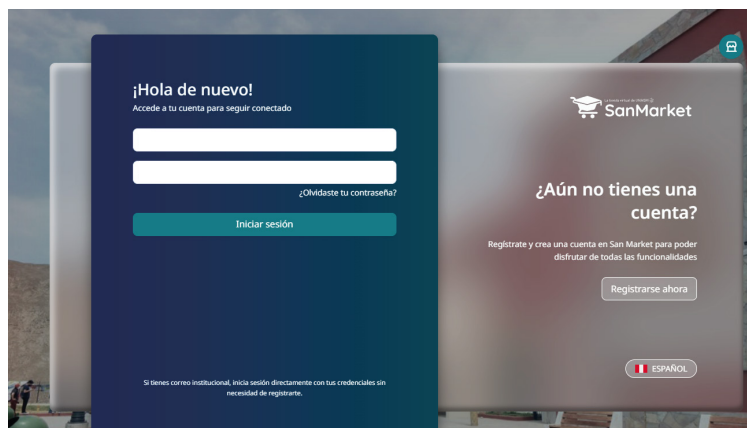 ¡Hola de nuevo!
Accede a tu cuenta para seguir conectado
¿Olvidaste tu contraseña?
Iniciar sesión
Si tienes correo institucional, inicia sesión directamente con tus credenciales sin
necesidad de registrarte.
SanMarket
¿Aún no tienes una
cuenta?
Regístrate y crea una cuenta en San Market para poder
disfrutar de todas las funcionalidades
Registrarse ahora
ESPAÑOL